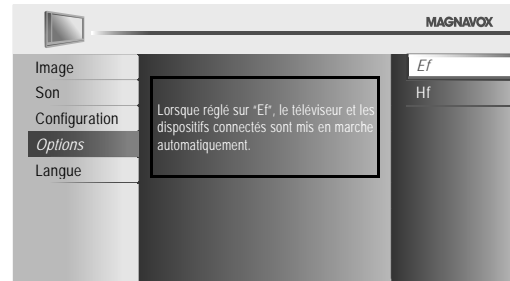 MAGNAVOX
Image
Son
Configuration
Options
Langue
Lorsque réglé sur “Ef”, le téléviseur et les
dispositifs connectés sont mis en marche
automatiquement.
Ef
Hf